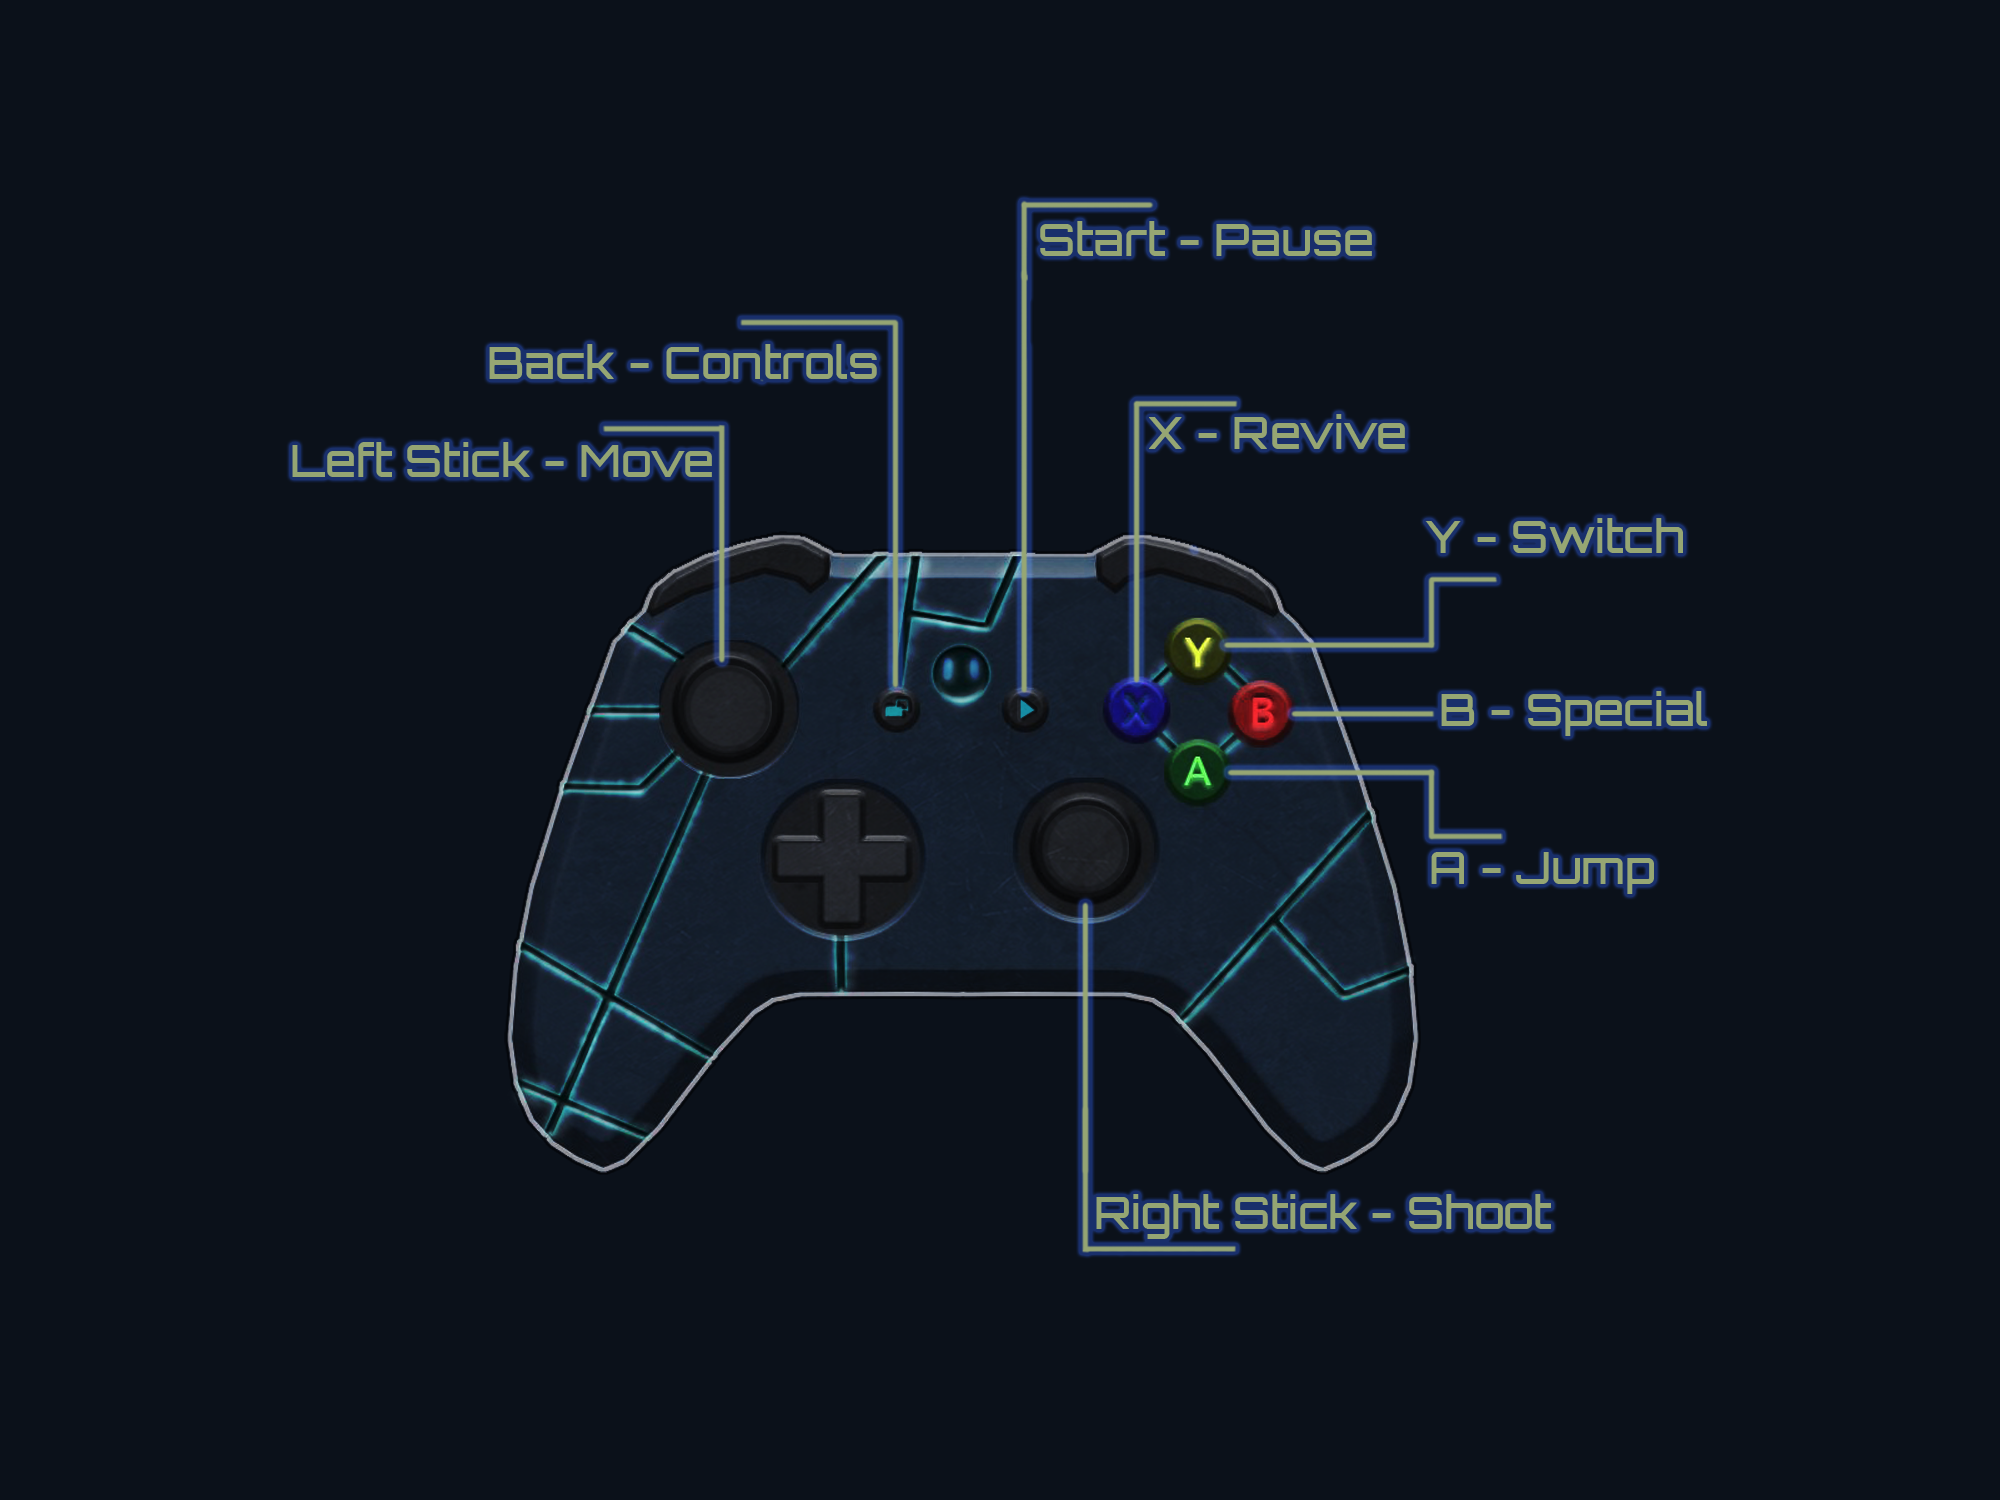 Start - Pause
Back - Controls
X - Revive
Left Stick - Move
Y - Switch
Y
X
B
B - Special
A
A - Jump
Right Stick - Shoot